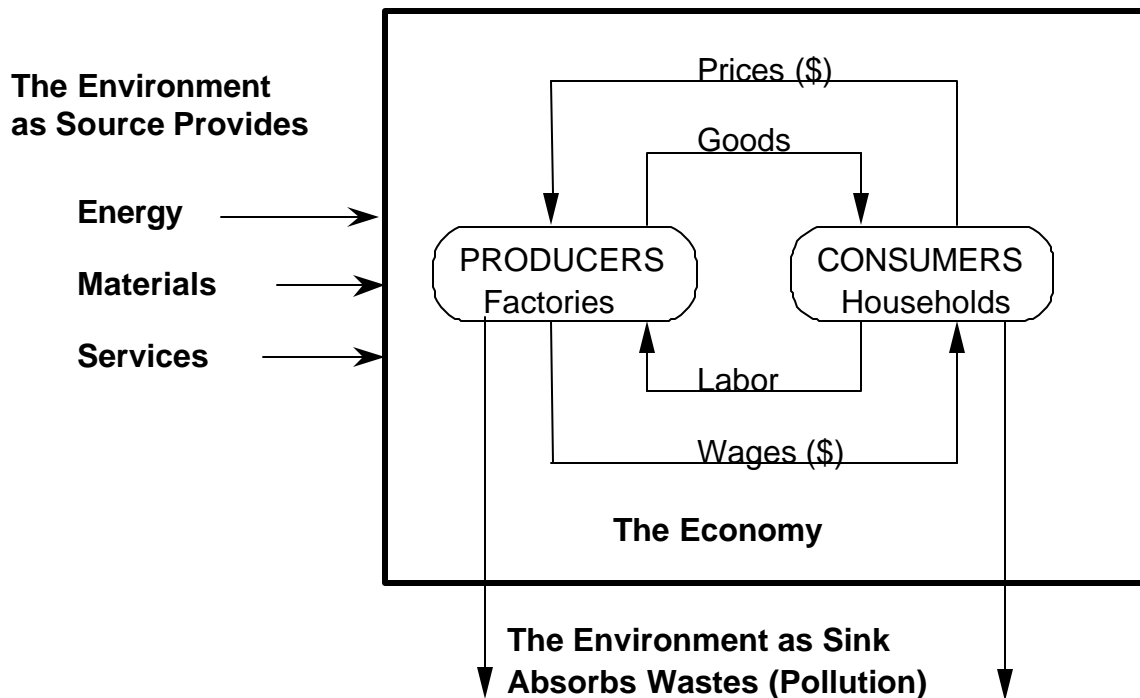 The Environment
as Source Provides
Energy
Materials
Services
Prices ($)
Goods
PRODUCERS
Factories
CONSUMERS
Households
Labor
Wages ($)
The Economy
The Environment as Sink
Absorbs Wastes (Pollution)